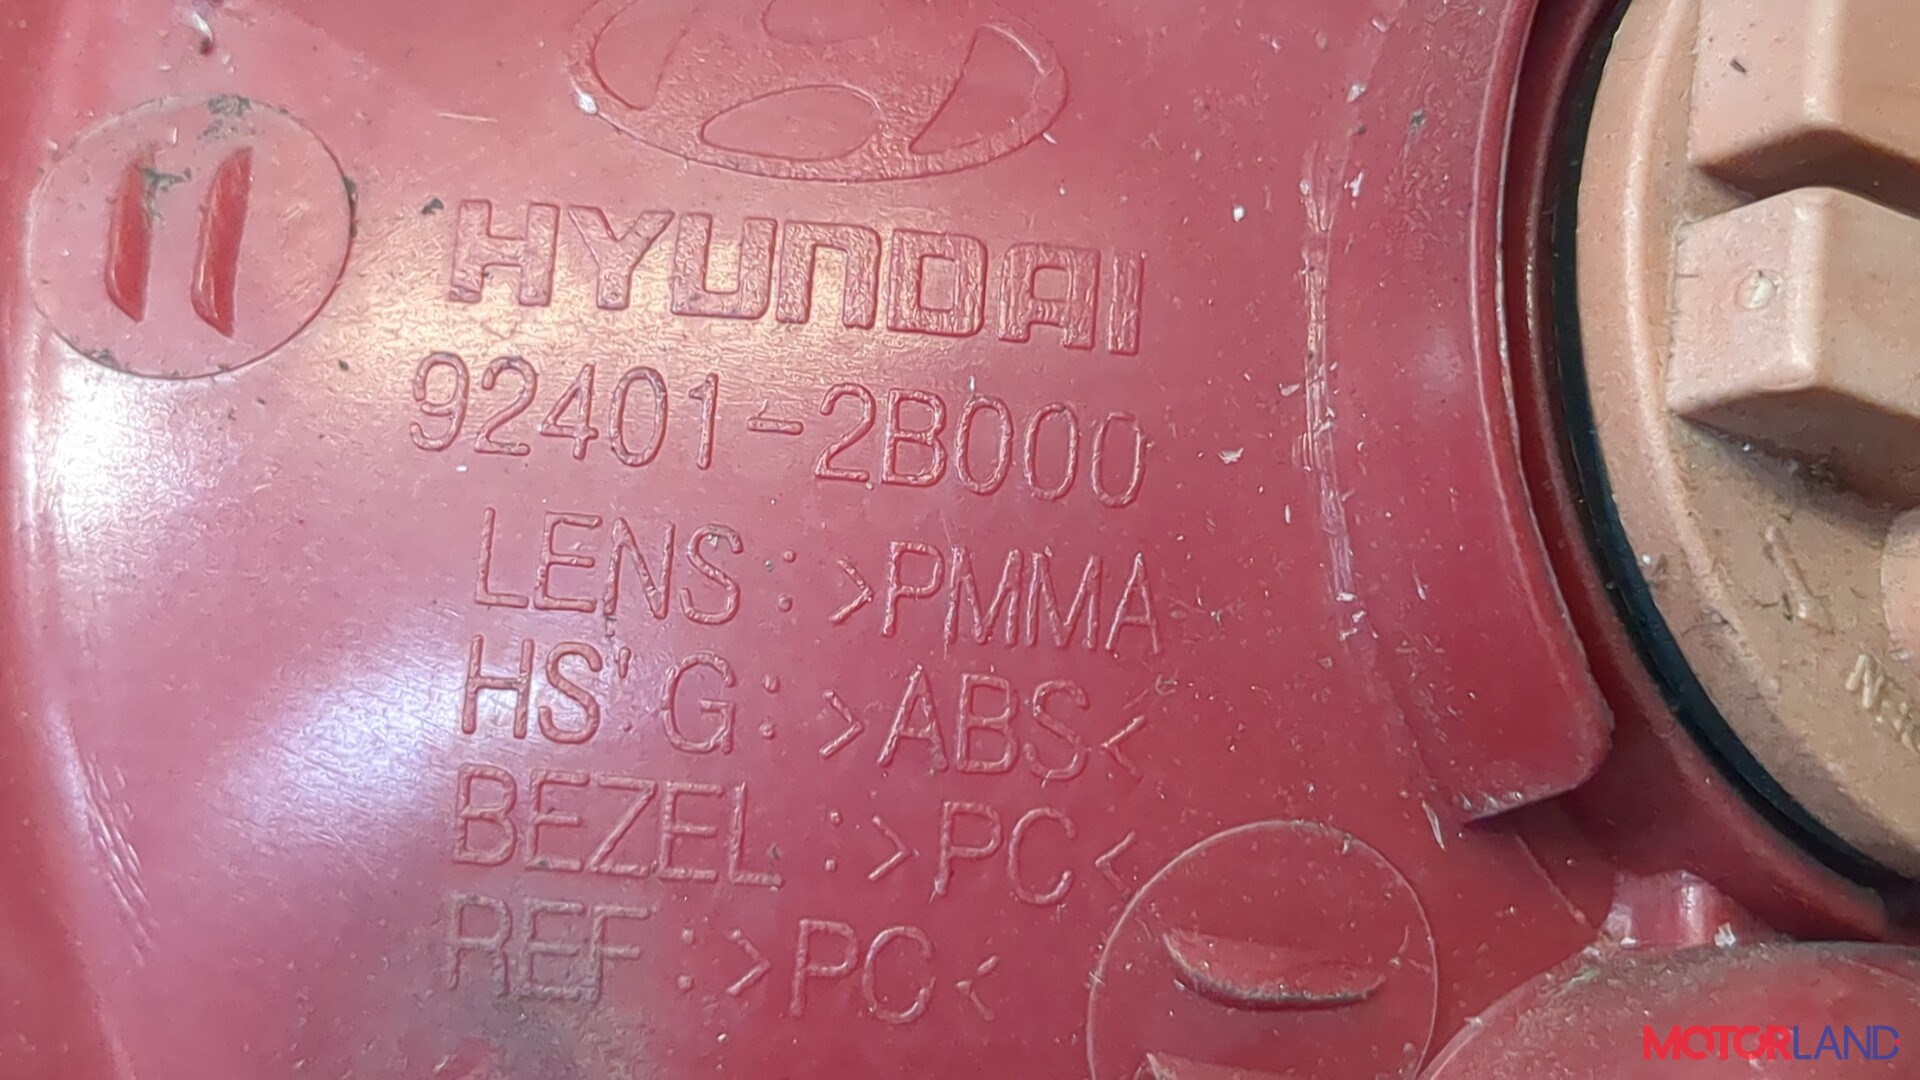 HYUNDAI
92401-2B000
LENS : >PMMA
HS'G : >ABS<
BEZEL : >PC<
REF : >PC<
MOTORLAND